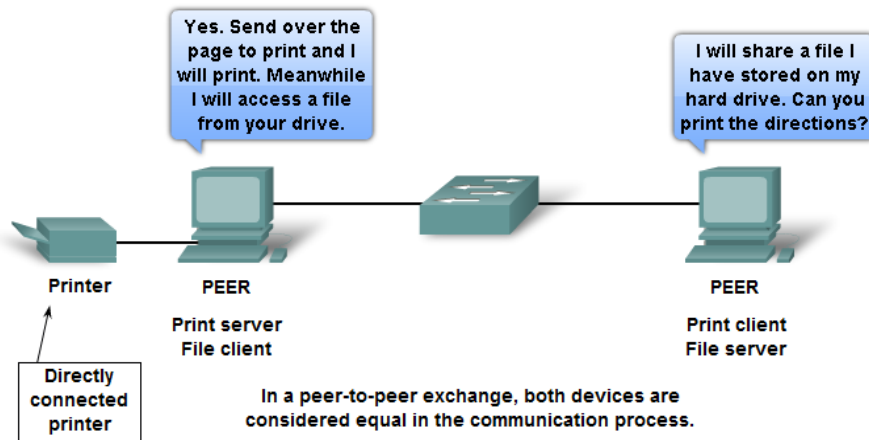 Yes. Send over the
page to print and I
will print. Meanwhile
I will access a file
from your drive.
I will share a file I
have stored on my
hard drive. Can you
print the directions?
Printer
PEER
PEER
Print server
File client
Print client
File server
Directly
connected
printer
In a peer-to-peer exchange, both devices are
considered equal in the communication process.